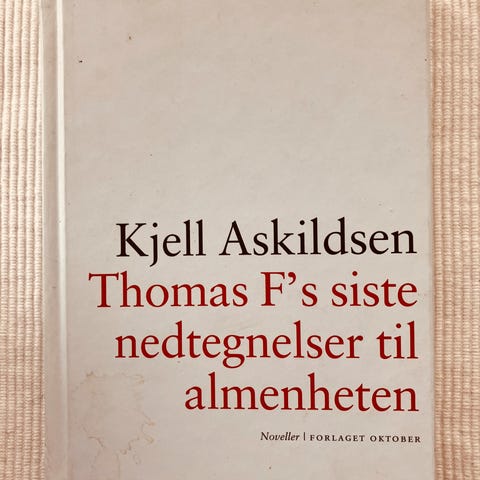 Kjell Askildsen
Thomas F’s siste
nedtegnelser til
almenheten
Noveller | FORLAGET OKTOBER